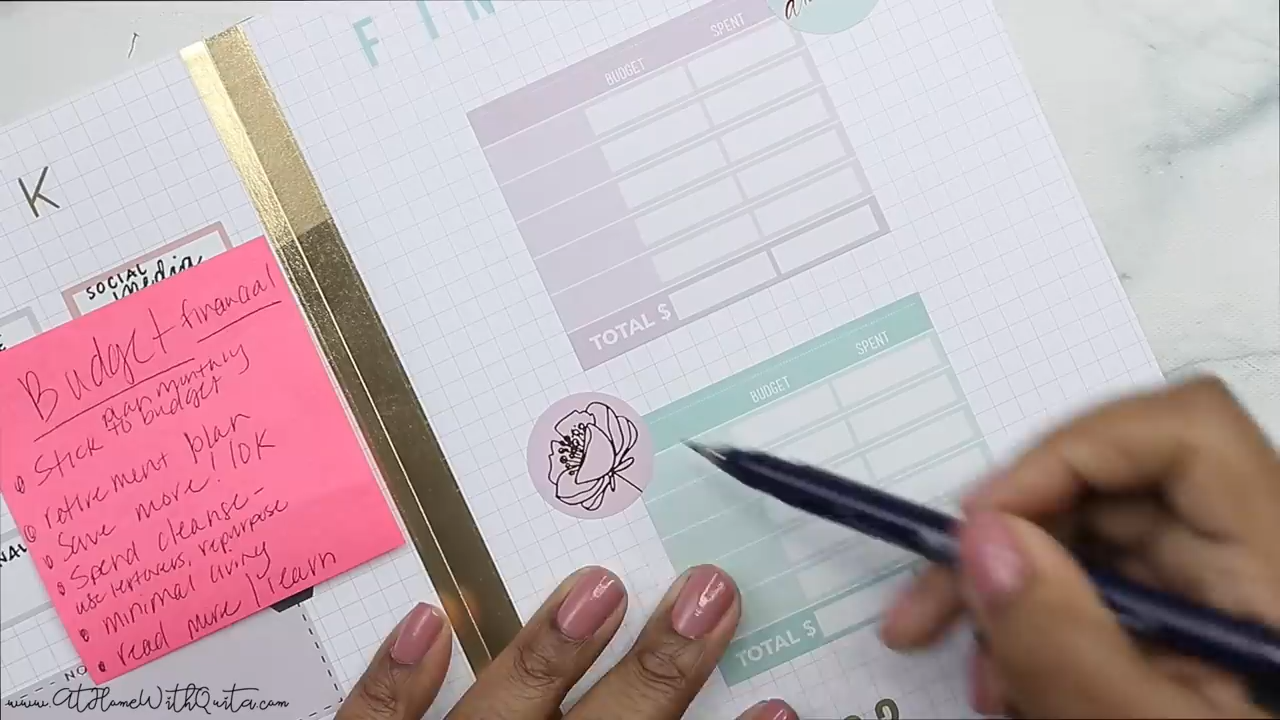 K
FIN
SOCIAL
media
Budget financial
Stick plan monthly
to budget
retirement plan
Save more! 10K
Spend cleanse -
use leftovers, repurpose
minimal living
read more / learn
NO
BUDGET SPENT
TOTAL $
BUDGET SPENT
TOTAL $
www.AtHomeWithQuita.com